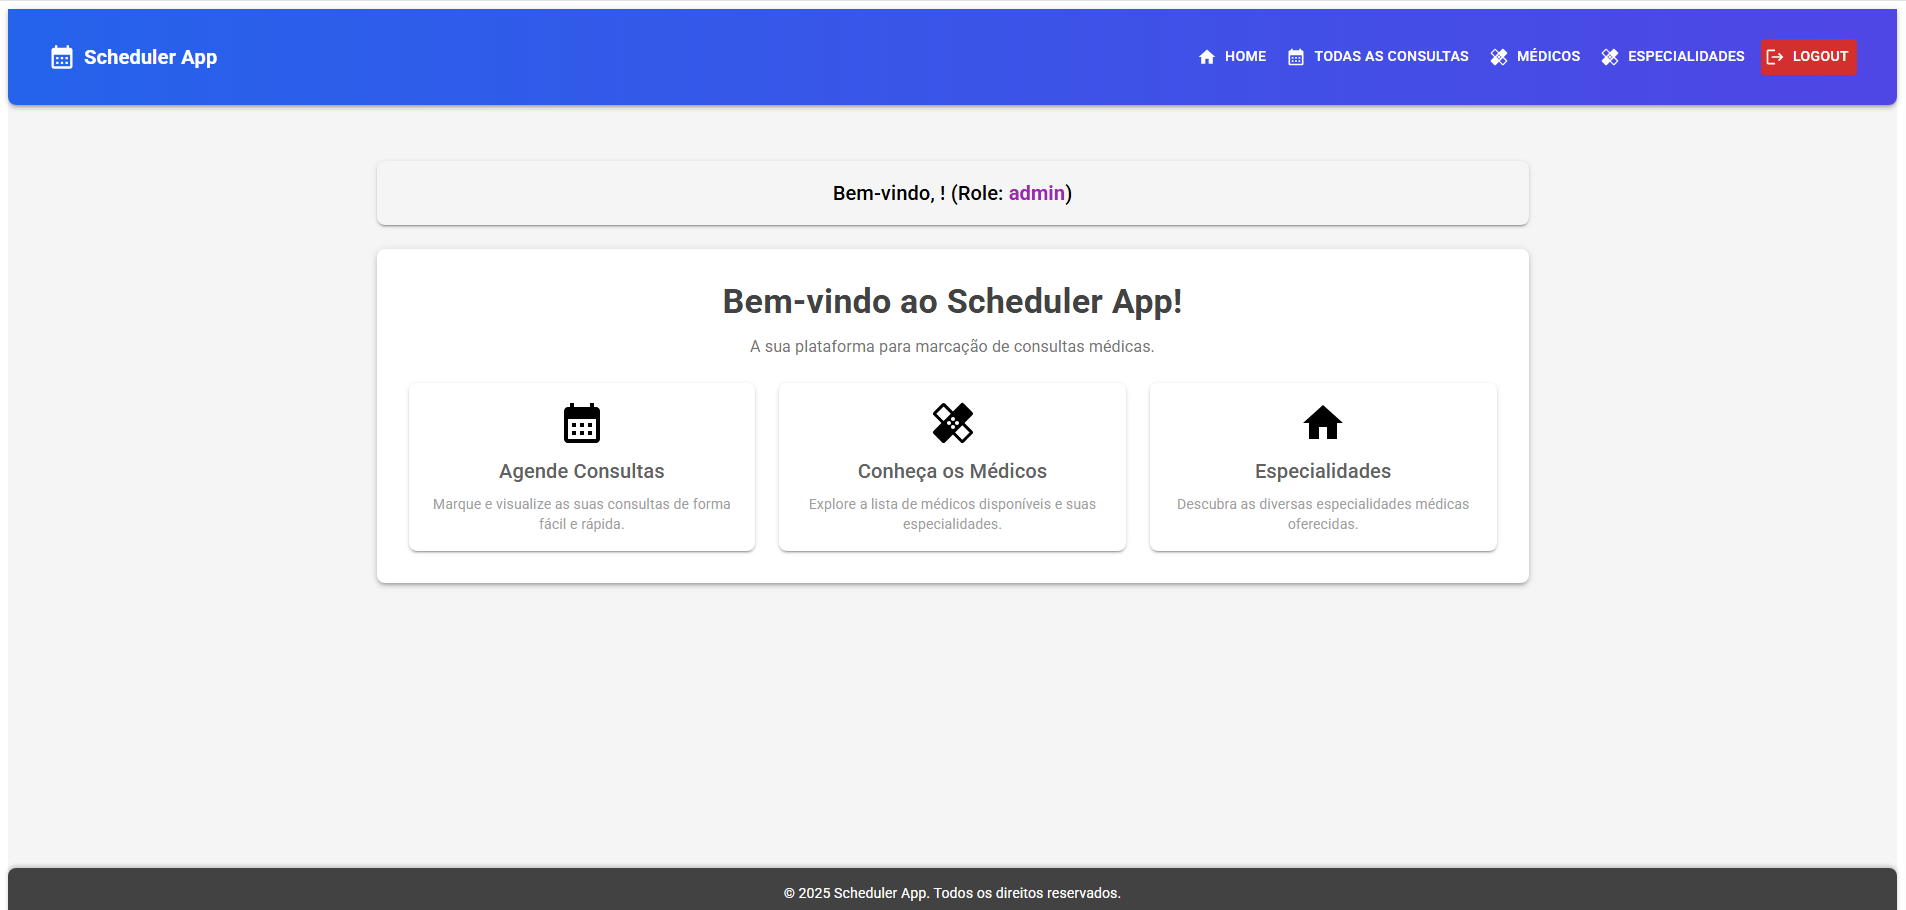 Scheduler App
HOME
TODAS AS CONSULTAS
MÉDICOS
ESPECIALIDADES
LOGOUT
Bem-vindo, ! (Role: admin)
Bem-vindo ao Scheduler App!
A sua plataforma para marcação de consultas médicas.
Agende Consultas
Marque e visualize as suas consultas de forma
fácil e rápida.
Conheça os Médicos
Explore a lista de médicos disponíveis e suas
especialidades.
Especialidades
Descubra as diversas especialidades médicas
oferecidas.
© 2025 Scheduler App. Todos os direitos reservados.